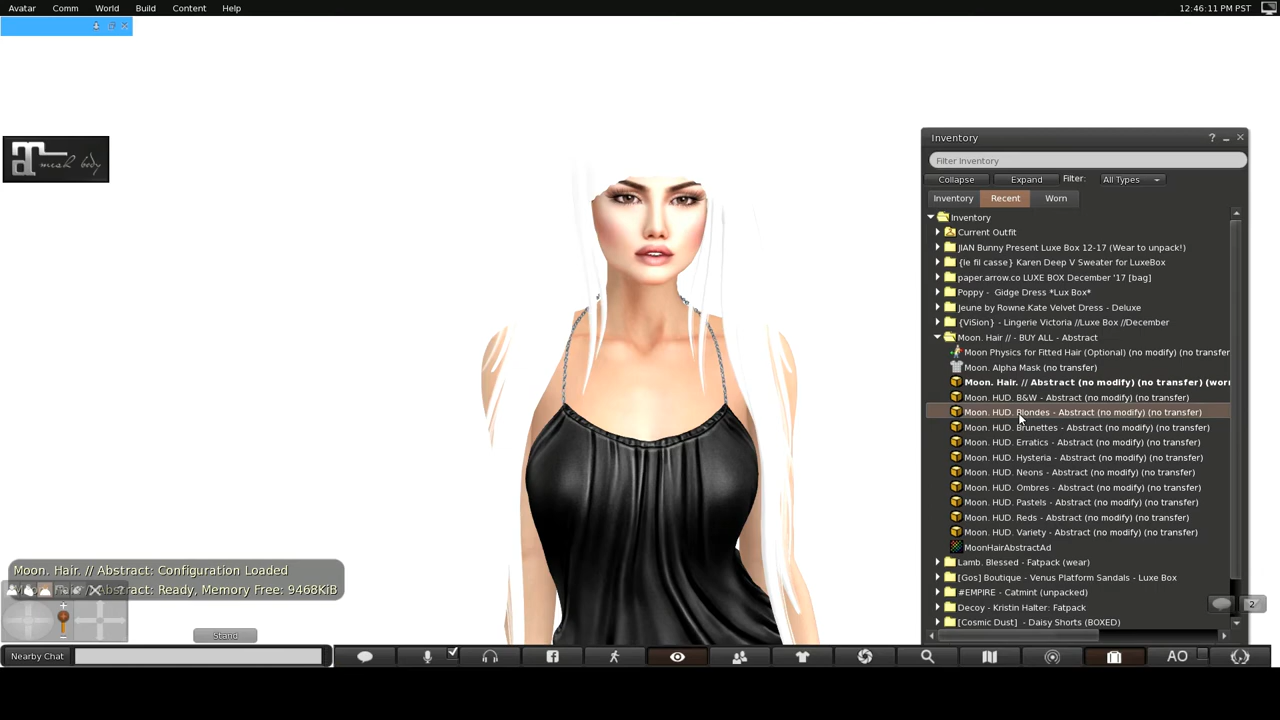 Avatar Comm World Build Content Help 12:46:11 PM PST
mesh body
Inventory ?
Filter Inventory
Collapse Expand Filter: All Types
Inventory Recent Worn
Inventory
Current Outfit
JIAN Bunny Present Luxe Box 12-17 (Wear to unpack!)
{le fil casse} Karen Deep V Sweater for LuxeBox
paper.arrow.co LUXE BOX December '17 [bag]
Poppy - Gidge Dress *Lux Box*
Jeune by Rowne.Kate Velvet Dress - Deluxe
{ViSion} - Lingerie Victoria //Luxe Box //December
Moon. Hair // - BUY ALL - Abstract
Moon Physics for Fitted Hair (Optional) (no modify) (no transfer
Moon. Alpha Mask (no transfer)
Moon. Hair. // Abstract (no modify) (no transfer) (worn
Moon. HUD. B&W - Abstract (no modify) (no transfer)
Moon. HUD. Blondes - Abstract (no modify) (no transfer)
Moon. HUD. Brunettes - Abstract (no modify) (no transfer)
Moon. HUD. Erratics - Abstract (no modify) (no transfer)
Moon. HUD. Hysteria - Abstract (no modify) (no transfer)
Moon. HUD. Neons - Abstract (no modify) (no transfer)
Moon. HUD. Ombres - Abstract (no modify) (no transfer)
Moon. HUD. Pastels - Abstract (no modify) (no transfer)
Moon. HUD. Reds - Abstract (no modify) (no transfer)
Moon. HUD. Variety - Abstract (no modify) (no transfer)
MoonHairAbstractAd
Lamb. Blessed - Fatpack (wear)
[Gos] Boutique - Venus Platform Sandals - Luxe Box
#EMPIRE - Catmint (unpacked)
Decoy - Kristin Halter: Fatpack
[Cosmic Dust] - Daisy Shorts (BOXED)
2
Moon. Hair. // Abstract: Configuration Loaded
Abstract: Ready, Memory Free: 9468KiB
Stand
Nearby Chat AO